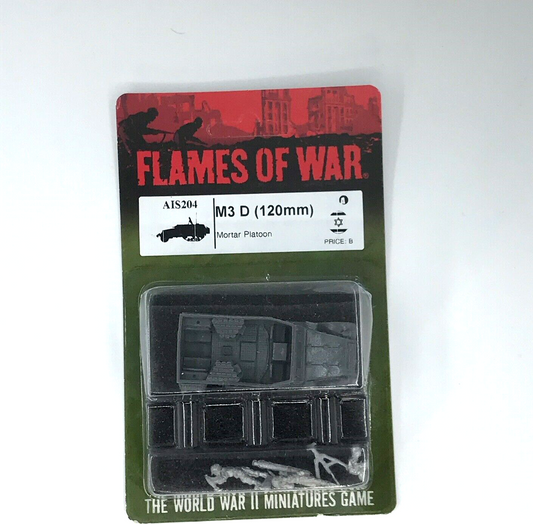 FLAMES OF WAR®
AIS204
M3 D (120mm)
Mortar Platoon
PRICE: B
THE WORLD WAR II MINIATURES GAME